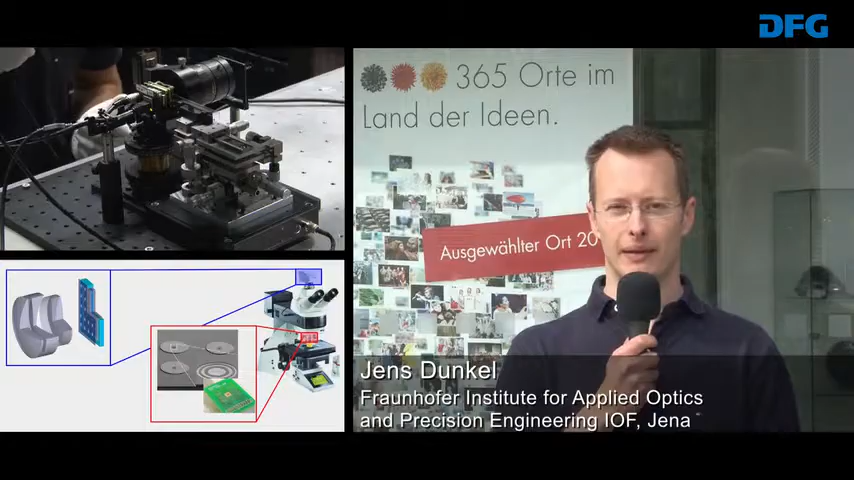 DFG
365 Orte im
Land der Ideen.
Ausgewählter Ort 20
Jens Dunkel
Fraunhofer Institute for Applied Optics
and Precision Engineering IOF, Jena